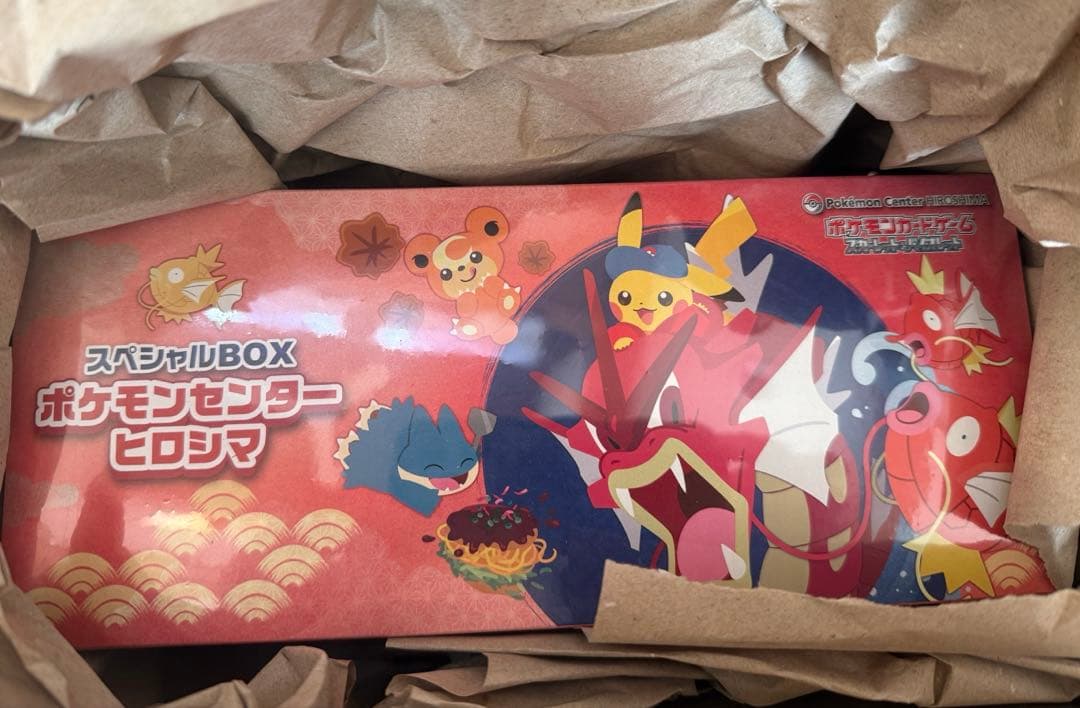 Pokémon Center HIROSHIMA
ポケモンカードゲーム
スカーレット&バイオレット
スペシャルBOX
ポケモンセンター
ヒロシマ